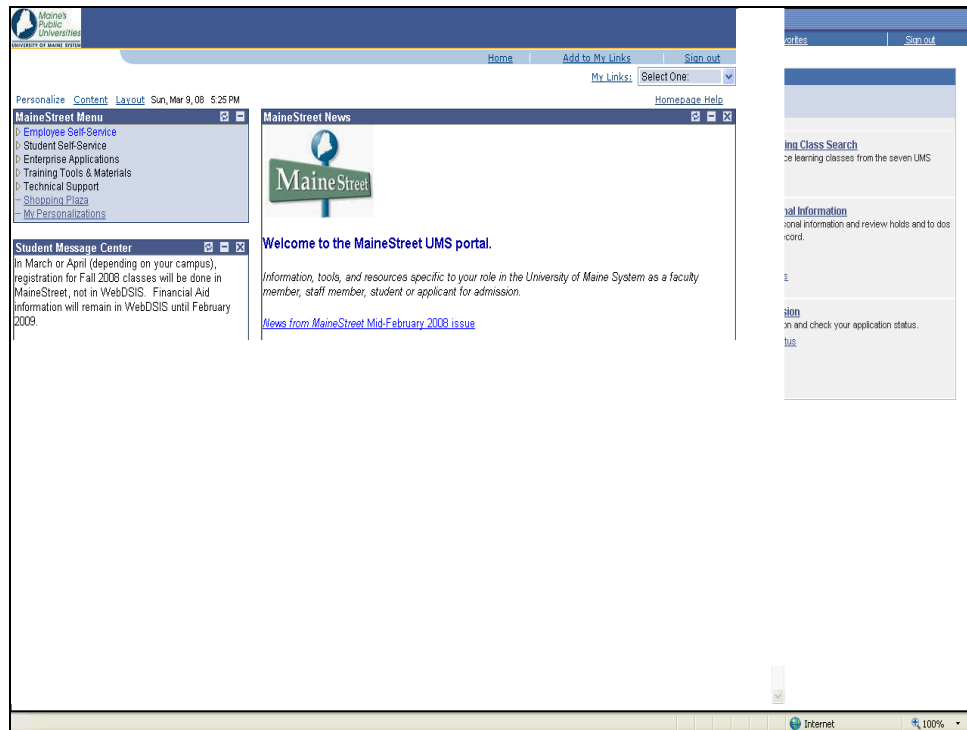 Maine's
Public
Universities
UNIVERSITY OF MAINE SYSTEM
Home Add to My Links Sign out
My Links: Select One:
Personalize Content Layout Sun, Mar 9, 08 5:25 PM
Homepage Help
MaineStreet Menu
Employee Self-Service
Student Self-Service
Enterprise Applications
Training Tools & Materials
Technical Support
Shopping Plaza
My Personalizations
Student Message Center
In March or April (depending on your campus),
registration for Fall 2008 classes will be done in
MaineStreet, not in WebDSIS. Financial Aid
information will remain in WebDSIS until February
2009.
MaineStreet News
Maine Street
Welcome to the MaineStreet UMS portal.
Information, tools, and resources specific to your role in the University of Maine System as a faculty
member, staff member, student or applicant for admission.
News from MaineStreet Mid-February 2008 issue
vorites Sign out
ing Class Search
ce learning classes from the seven UMS
nal Information
sonal information and review holds and to dos
ecord.
s
sion
on and check your application status.
tus
Internet 100%